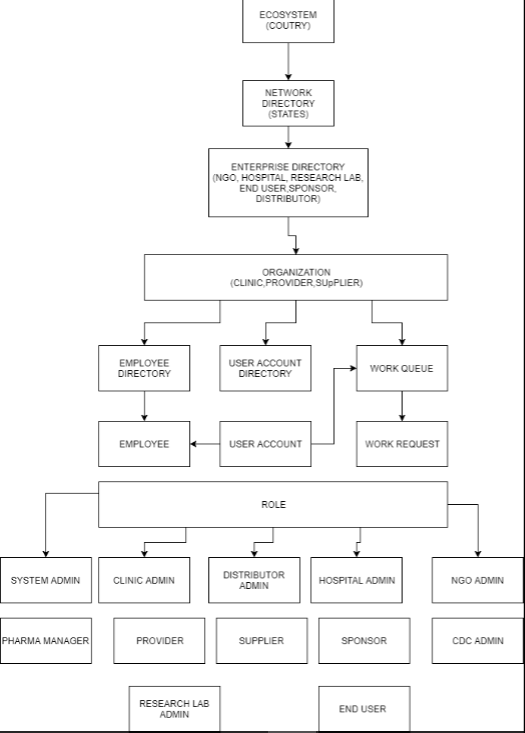 ECOSYSTEM
(COUTRY)
NETWORK
DIRECTORY
(STATES)
ENTERPRISE DIRECTORY
(NGO, HOSPITAL, RESEARCH LAB,
END USER,SPONSOR,
DISTRIBUTOR)
ORGANIZATION
(CLINIC,PROVIDER,SUpPLIER)
EMPLOYEE
DIRECTORY
USER ACCOUNT
DIRECTORY
WORK QUEUE
EMPLOYEE
USER ACCOUNT
WORK REQUEST
ROLE
SYSTEM ADMIN
CLINIC ADMIN
DISTRIBUTOR
ADMIN
HOSPITAL ADMIN
NGO ADMIN
PHARMA MANAGER
PROVIDER
SUPPLIER
SPONSOR
CDC ADMIN
RESEARCH LAB
ADMIN
END USER